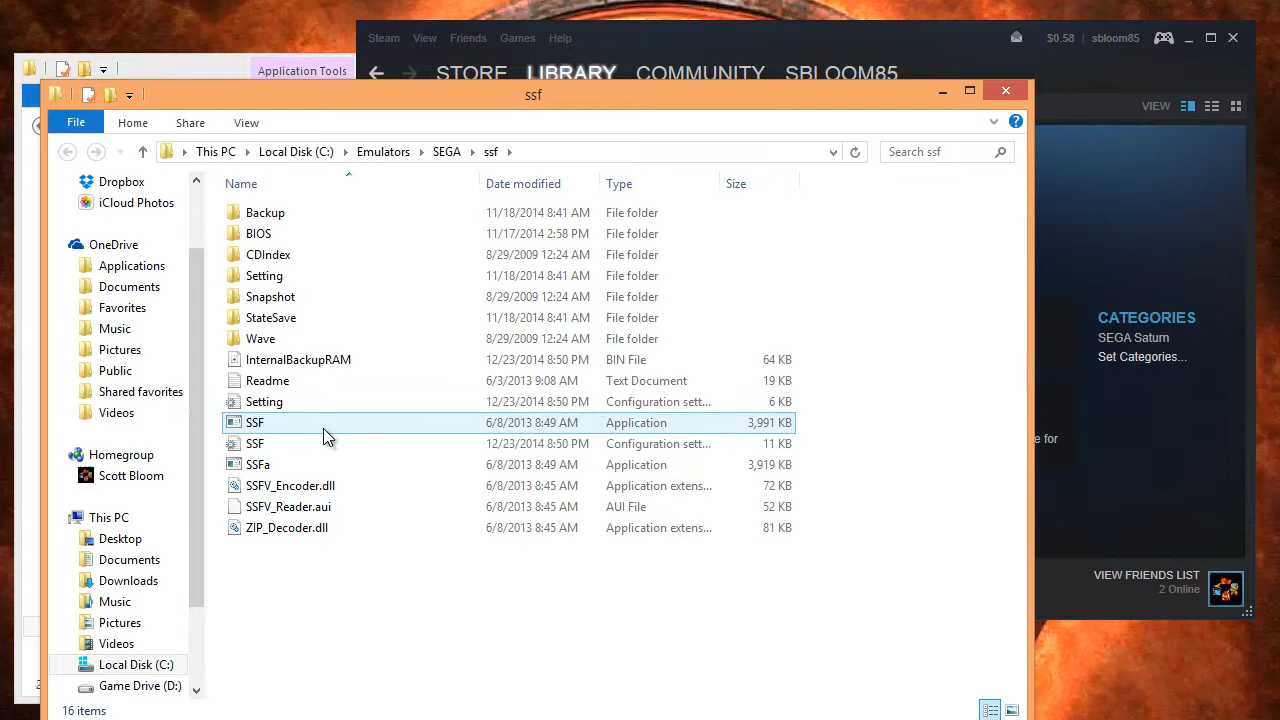 Steam View Friends Games Help $0.58 sbloom85
STORE LIBRARY COMMUNITY SBLOOM85
Application Tools
ssf
File Home Share View
This PC Local Disk (C:) Emulators SEGA ssf Search ssf
VIEW
Name Date modified Type Size
Dropbox
iCloud Photos
OneDrive
Applications
Documents
Favorites
Music
Pictures
Public
Shared favorites
Videos
Homegroup
Scott Bloom
This PC
Desktop
Documents
Downloads
Music
Pictures
Videos
Local Disk (C:)
Game Drive (D:)
Backup 11/18/2014 8:41 AM File folder
BIOS 11/17/2014 2:58 PM File folder
CDIndex 8/29/2009 12:24 AM File folder
Setting 11/18/2014 8:41 AM File folder
Snapshot 8/29/2009 12:24 AM File folder
StateSave 11/18/2014 8:41 AM File folder
Wave 8/29/2009 12:24 AM File folder
InternalBackupRAM 12/23/2014 8:50 PM BIN File 64 KB
Readme 6/3/2013 9:08 AM Text Document 19 KB
Setting 12/23/2014 8:50 PM Configuration sett... 6 KB
SSF 6/8/2013 8:49 AM Application 3,991 KB
SSF 12/23/2014 8:50 PM Configuration sett... 11 KB
SSFa 6/8/2013 8:49 AM Application 3,919 KB
SSFV_Encoder.dll 6/8/2013 8:45 AM Application extens... 72 KB
SSFV_Reader.aui 6/8/2013 8:45 AM AUI File 52 KB
ZIP_Decoder.dll 6/8/2013 8:45 AM Application extens... 81 KB
16 items
CATEGORIES
SEGA Saturn
Set Categories...
e for
VIEW FRIENDS LIST
2 Online